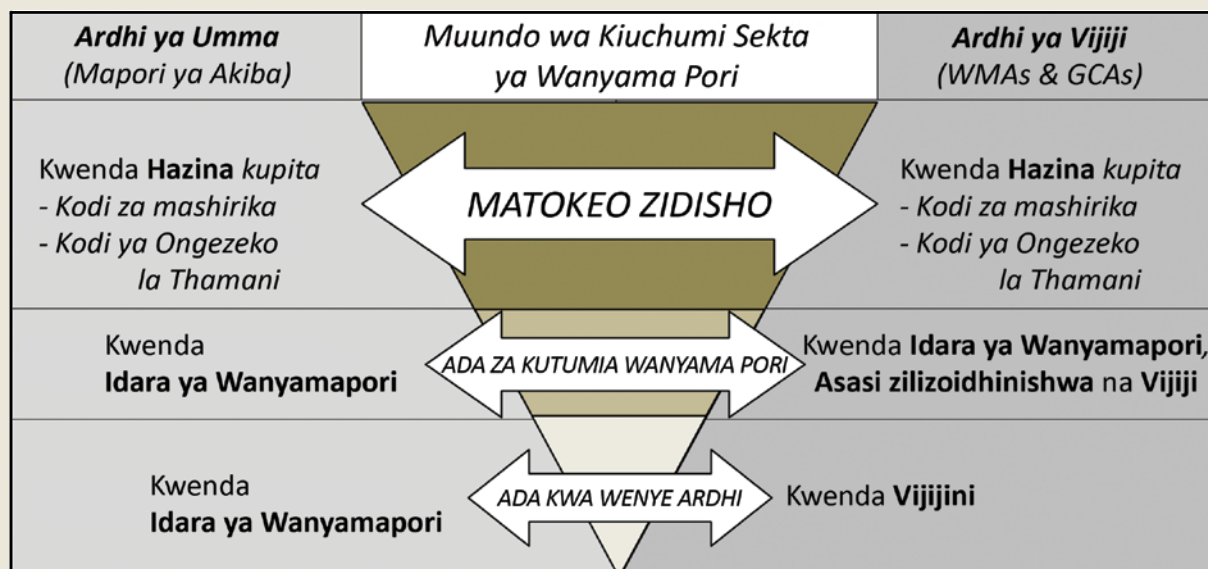 Ardhi ya Umma
(Mapori ya Akiba)
Muundo wa Kiuchumi Sekta
ya Wanyama Pori
Ardhi ya Vijiji
(WMAs & GCAs)
Kwenda Hazina kupita
- Kodi za mashirika
- Kodi ya Ongezeko
la Thamani
MATOKEO ZIDISHO
Kwenda Hazina kupita
- Kodi za mashirika
- Kodi ya Ongezeko
la Thamani
Kwenda
Idara ya Wanyamapori
ADA ZA KUTUMIA WANYAMA PORI
Kwenda Idara ya Wanyamapori,
Asasi zilizoidhinishwa na Vijiji
Kwenda
Idara ya Wanyamapori
ADA KWA WENYE ARDHI
Kwenda Vijijini